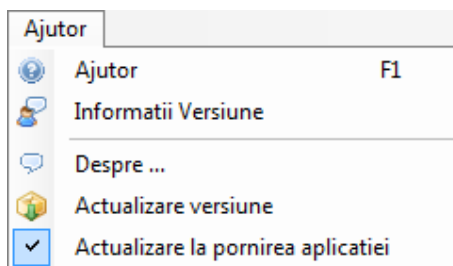 Ajutor
Ajutor F1
Informatii Versiune
Despre ...
Actualizare versiune
Actualizare la pornirea aplicatiei